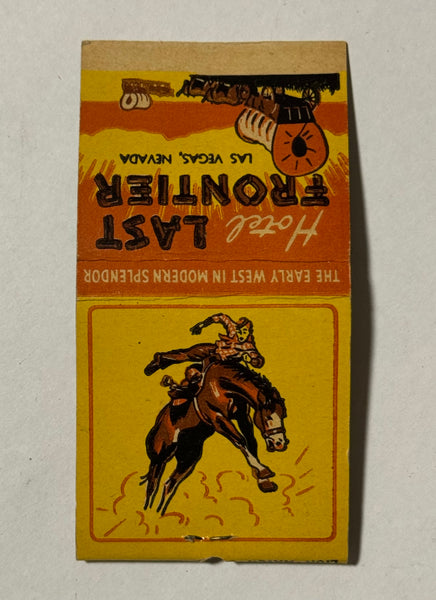 Hotel
LAST
FRONTIER
LAS VEGAS, NEVADA
THE EARLY WEST IN MODERN SPLENDOR